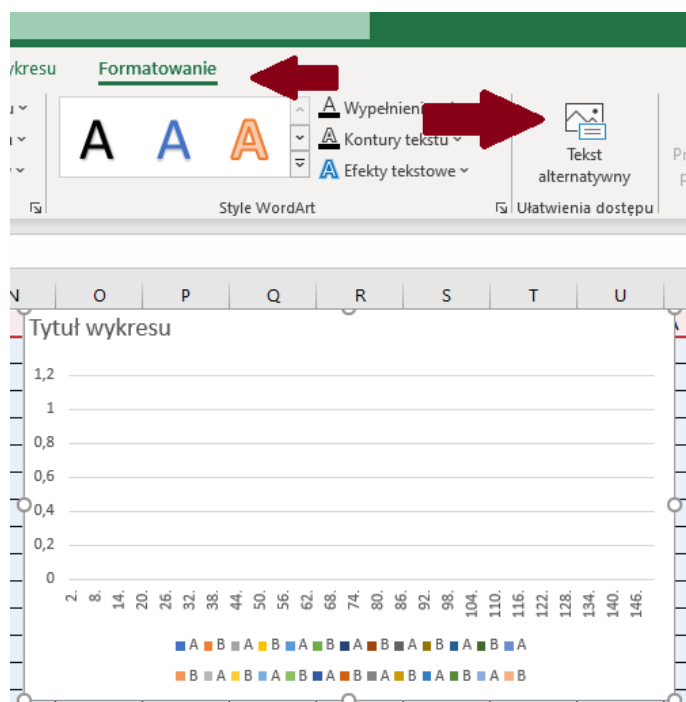 ykresu Formatowanie
A A A
Kontury tekstu
Efekty tekstowe
Tekst
alternatywny
Style WordArt
Ułatwienia dostępu
N O P Q R S T U
Tytuł wykresu
1,2
1
0,8
0,6
0,4
0,2
0
2. 8. 14. 20. 26. 32. 38. 44. 50. 56. 62. 68. 74. 80. 86. 92. 98. 104. 110. 116. 122. 128. 134. 140. 146.
A B A B A B A B A B A B A
B A B A B A B A B A B A B